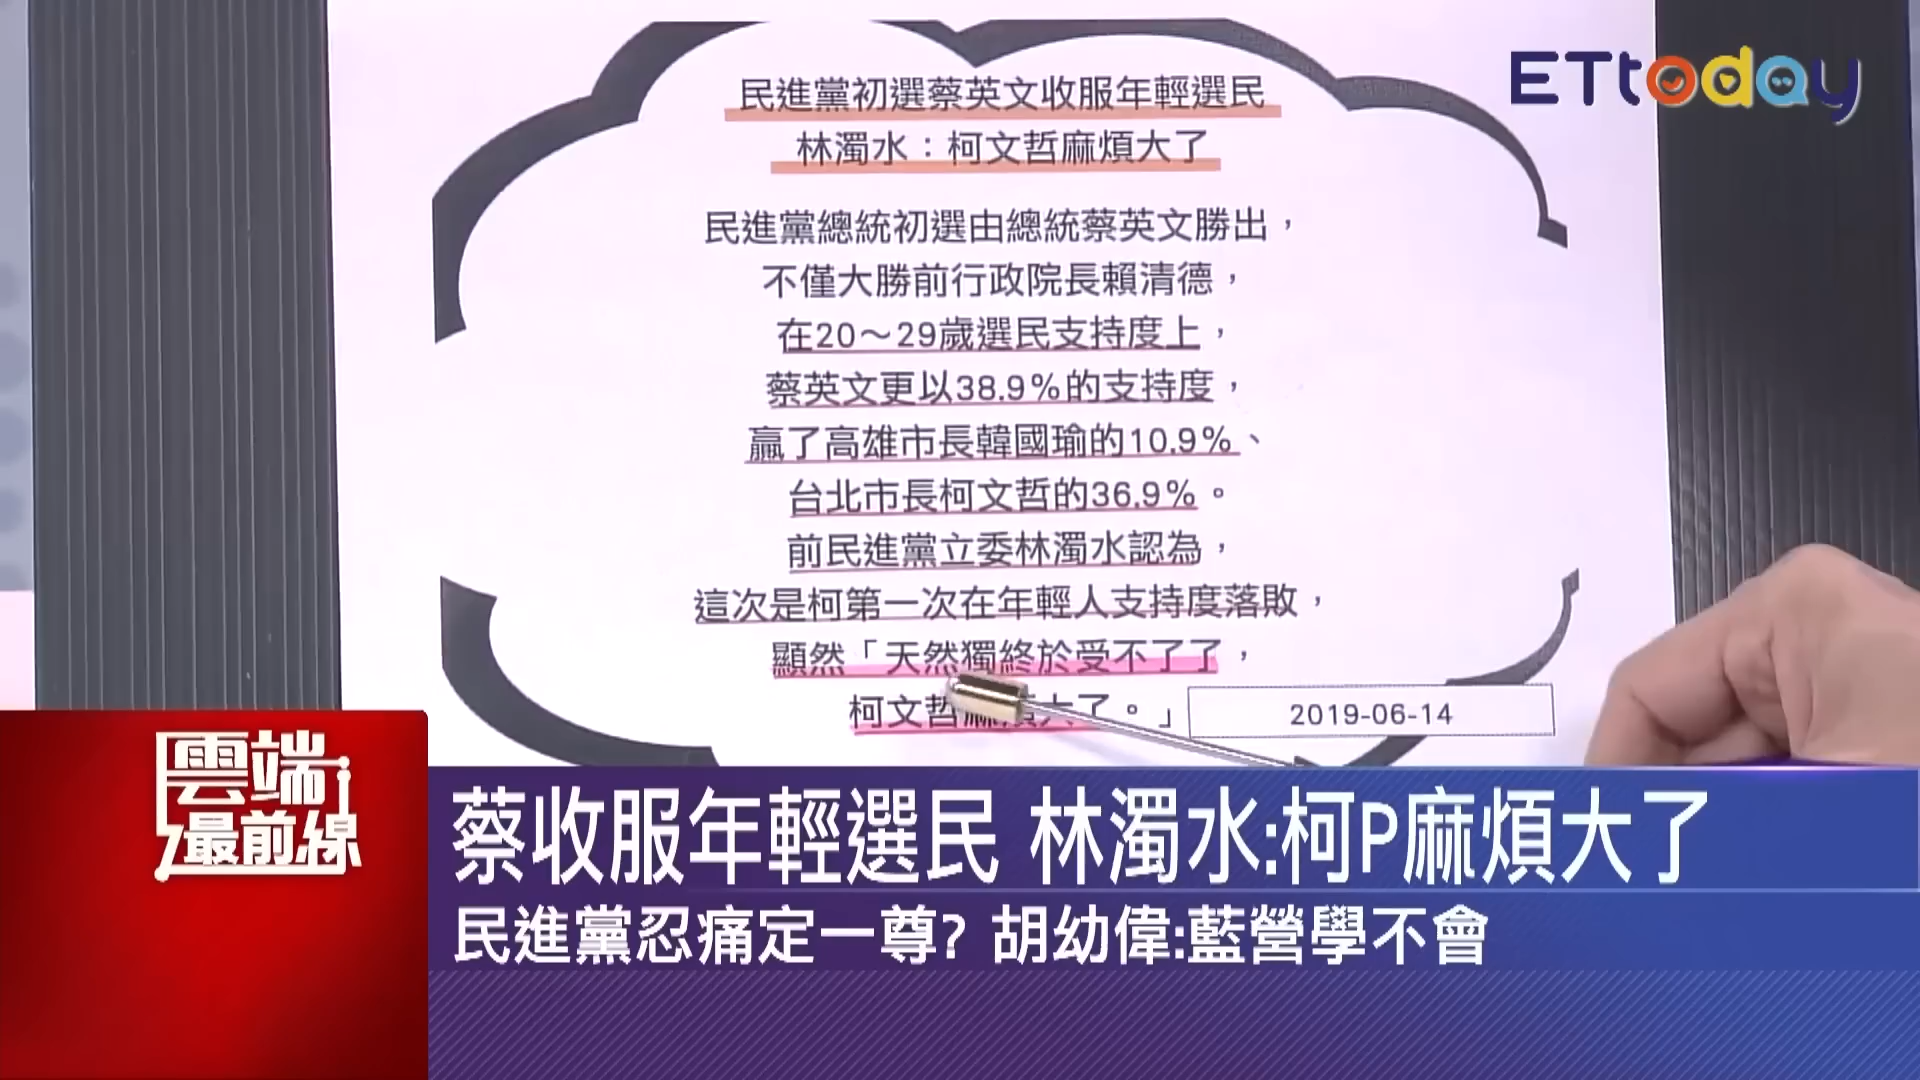 ETtoday
民進黨初選蔡英文收服年輕選民
林濁水：柯文哲麻煩大了
民進黨總統初選由總統蔡英文勝出，
不僅大勝前行政院長賴清德，
在20～29歲選民支持度上，
蔡英文更以38.9%的支持度，
贏了高雄市長韓國瑜的10.9%、
台北市長柯文哲的36.9%。
前民進黨立委林濁水認為，
這次是柯第一次在年輕人支持度落敗，
顯然「天然獨終於受不了了，
柯文哲麻煩大了。」
2019-06-14
雲端
最前線
蔡收服年輕選民 林濁水:柯P麻煩大了
民進黨忍痛定一尊? 胡幼偉:藍營學不會